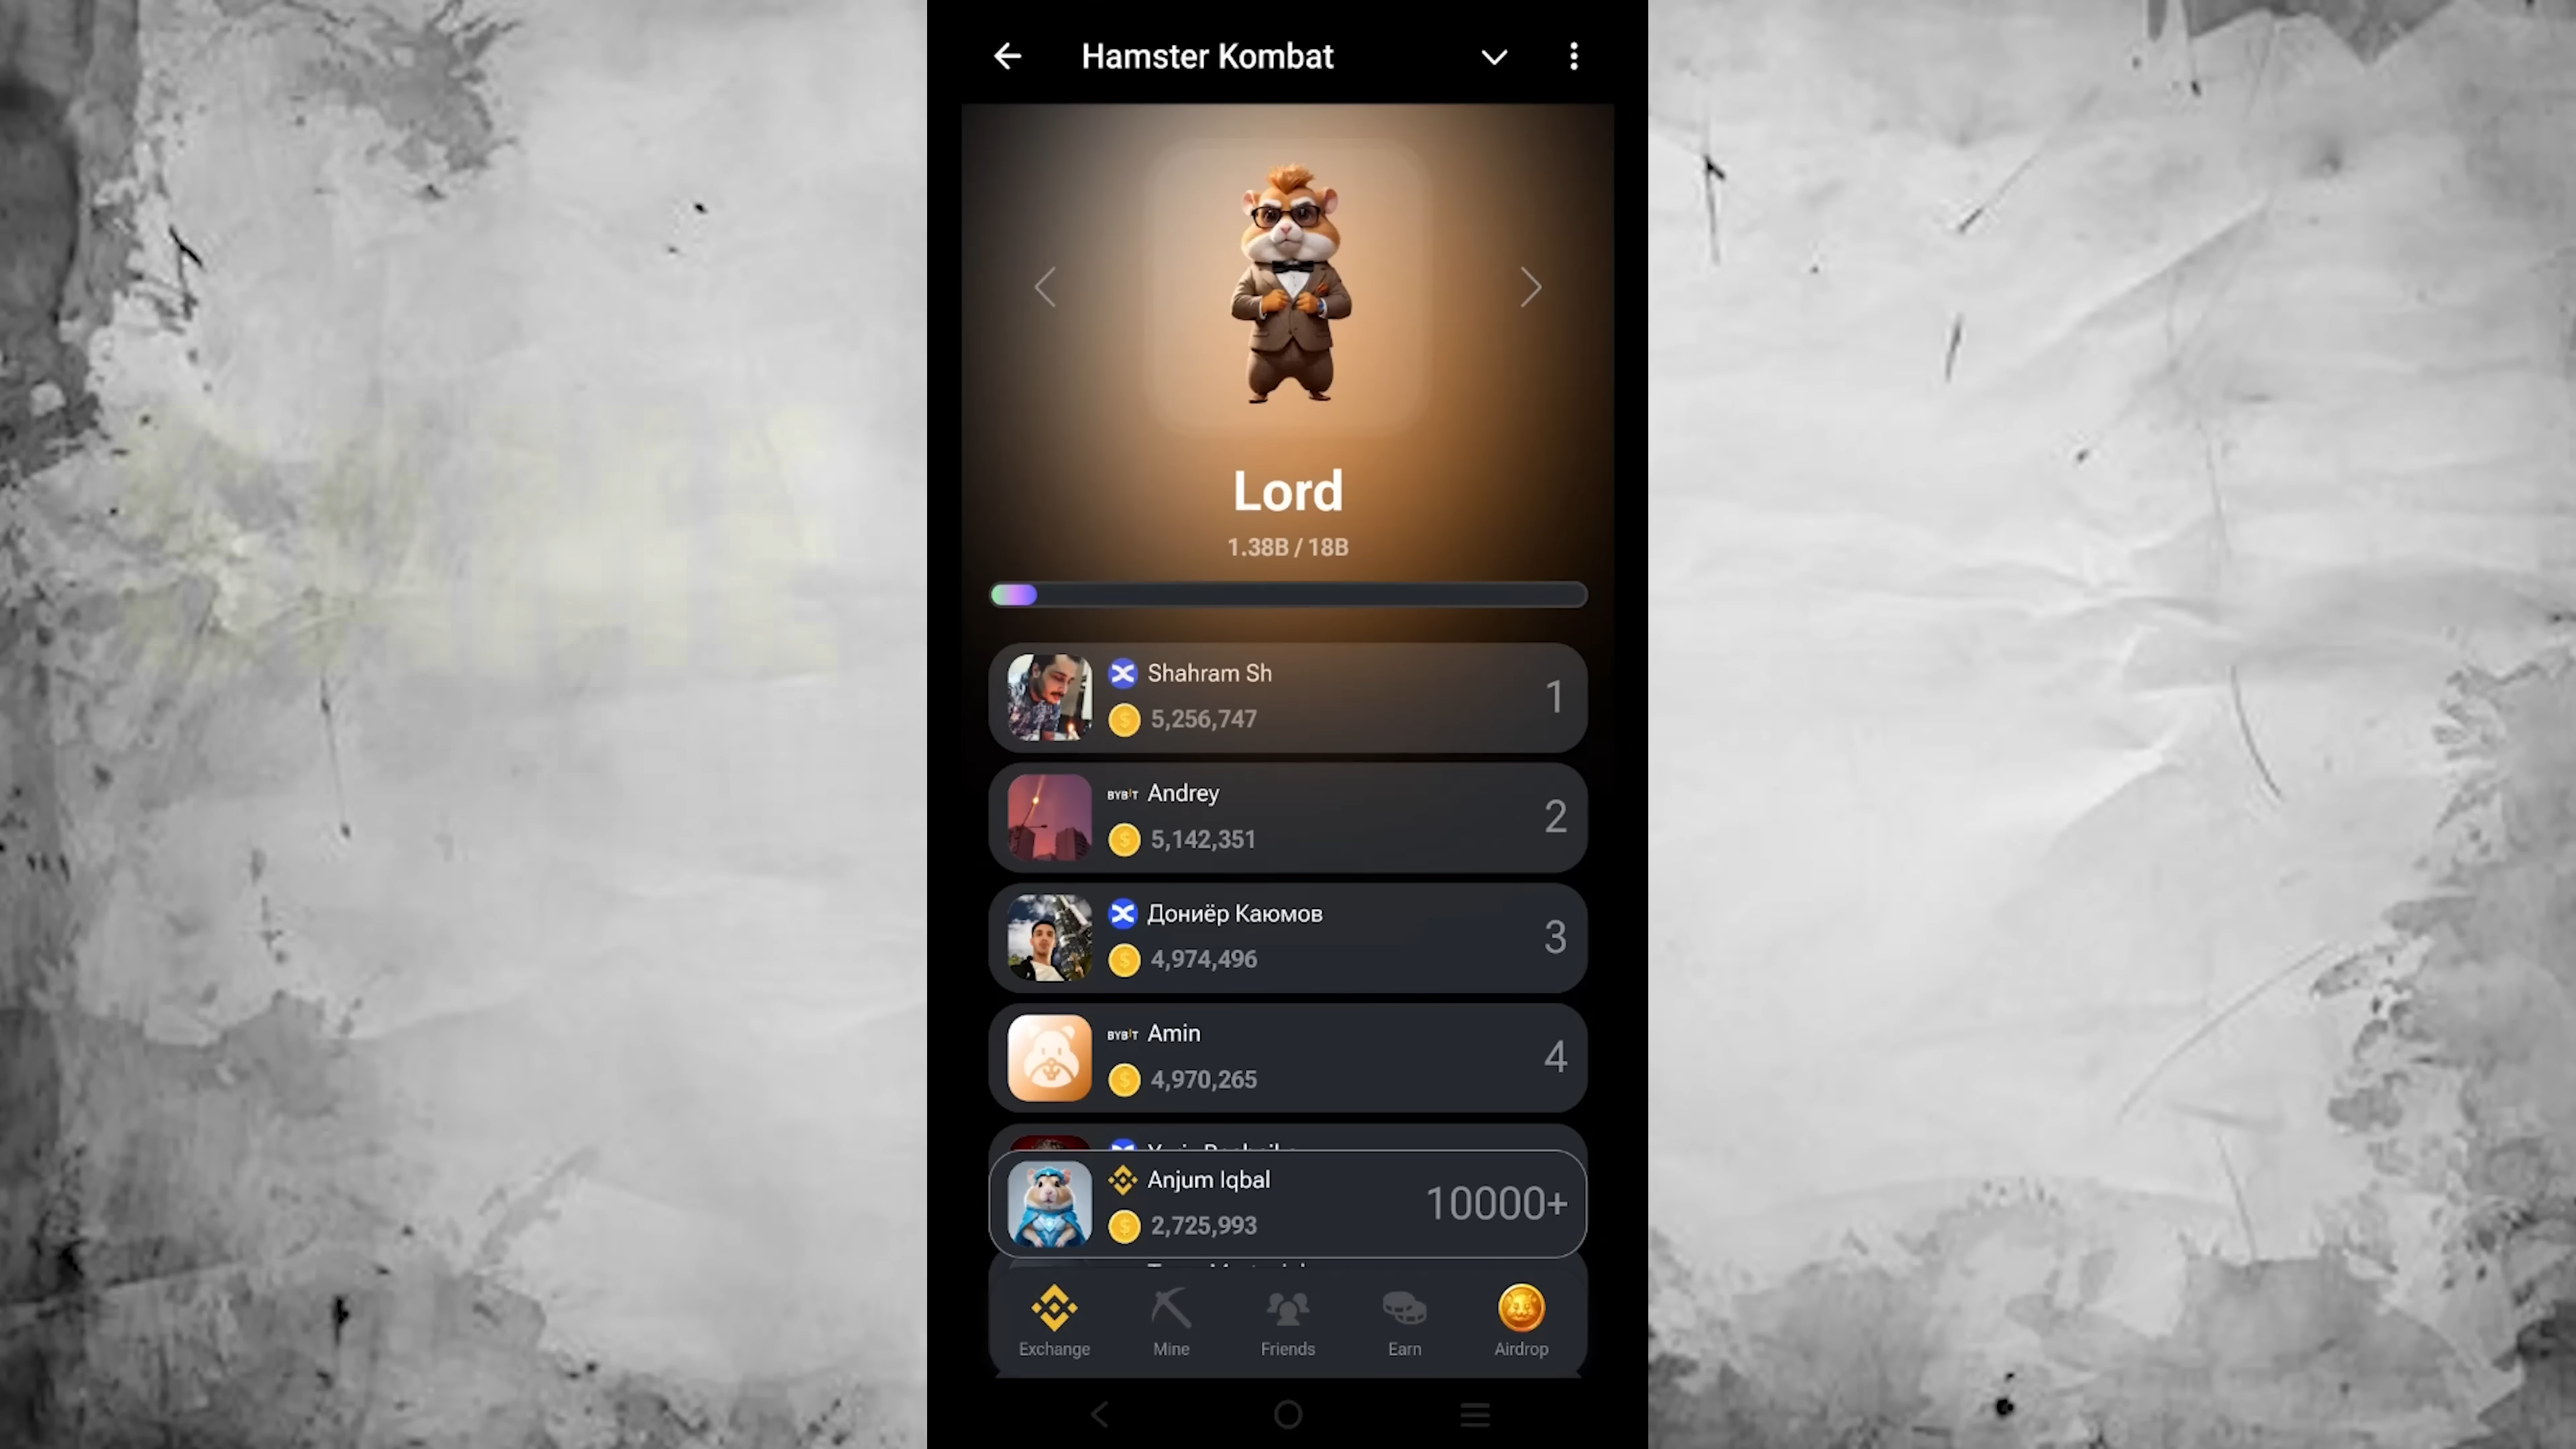 Hamster Kombat
Lord
1.38B / 18B
Shahram Sh
5,256,747
1
BYBIT Andrey
5,142,351
2
Дониёр Каюмов
4,974,496
3
BYBIT Amin
4,970,265
4
Anjum Iqbal
2,725,993
10000+
Exchange
Mine
Friends
Earn
Airdrop